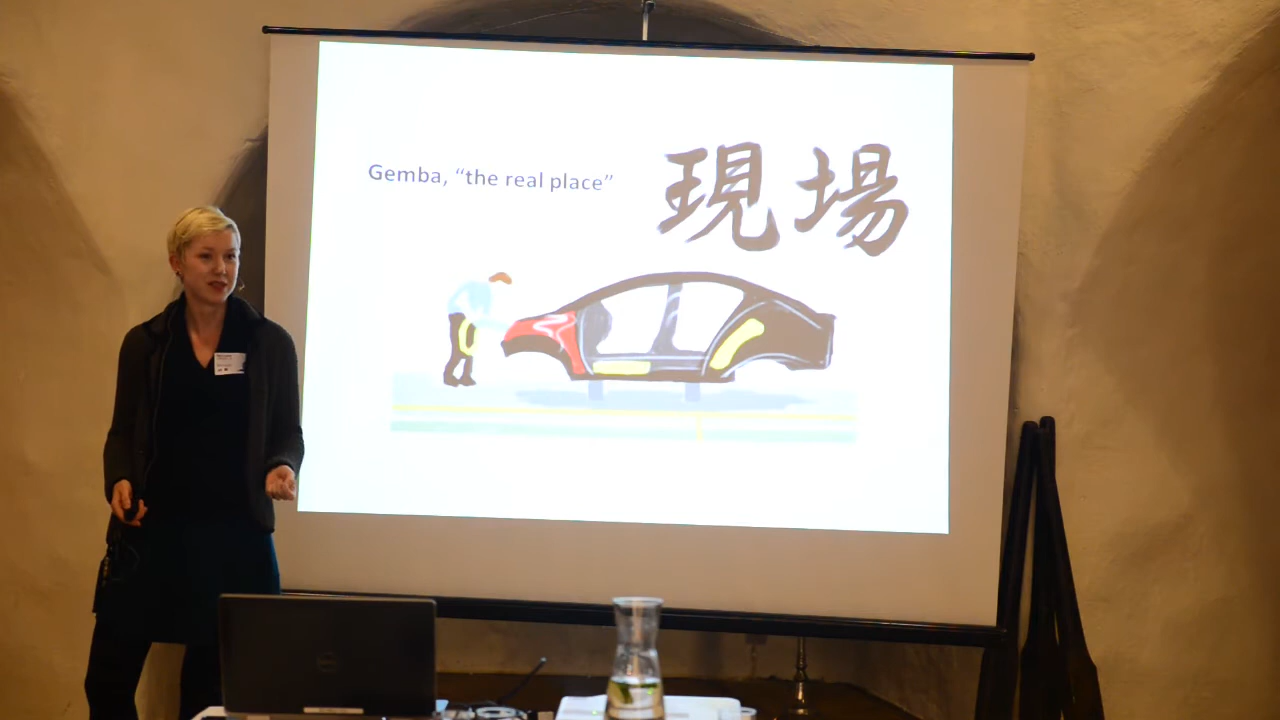 Gemba, “the real place”
現場